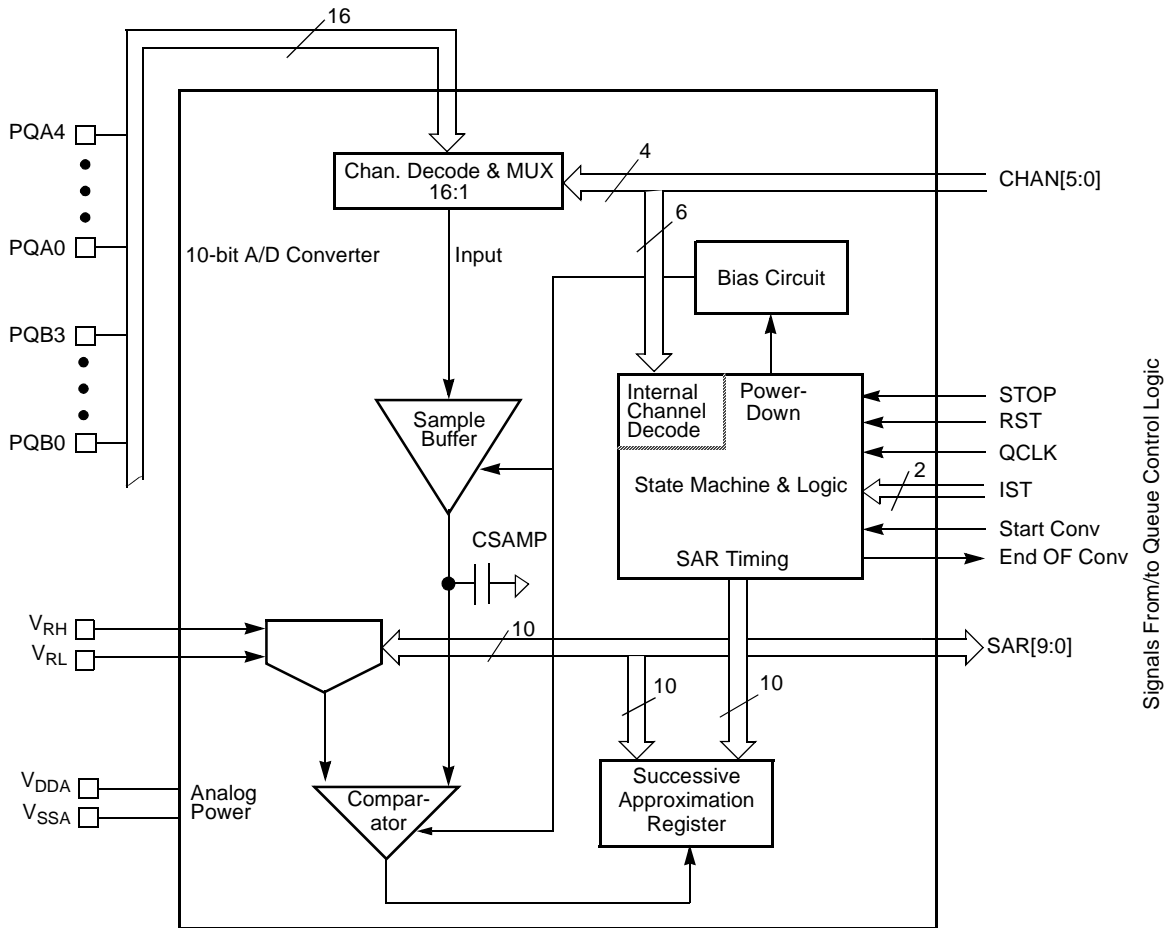 16
PQA4
PQA0
PQB3
PQB0
Chan. Decode & MUX
16:1
4
CHAN[5:0]
6
10-bit A/D Converter
Input
Bias Circuit
Internal
Channel
Decode
Power-
Down
Sample
Buffer
State Machine & Logic
SAR Timing
STOP
RST
QCLK
2
IST
Start Conv
End OF Conv
Signals From/to Queue Control Logic
CSAMP
VRH
VRL
10
SAR[9:0]
10
10
VDDA
VSSA
Analog
Power
Compar-
ator
Successive
Approximation
Register